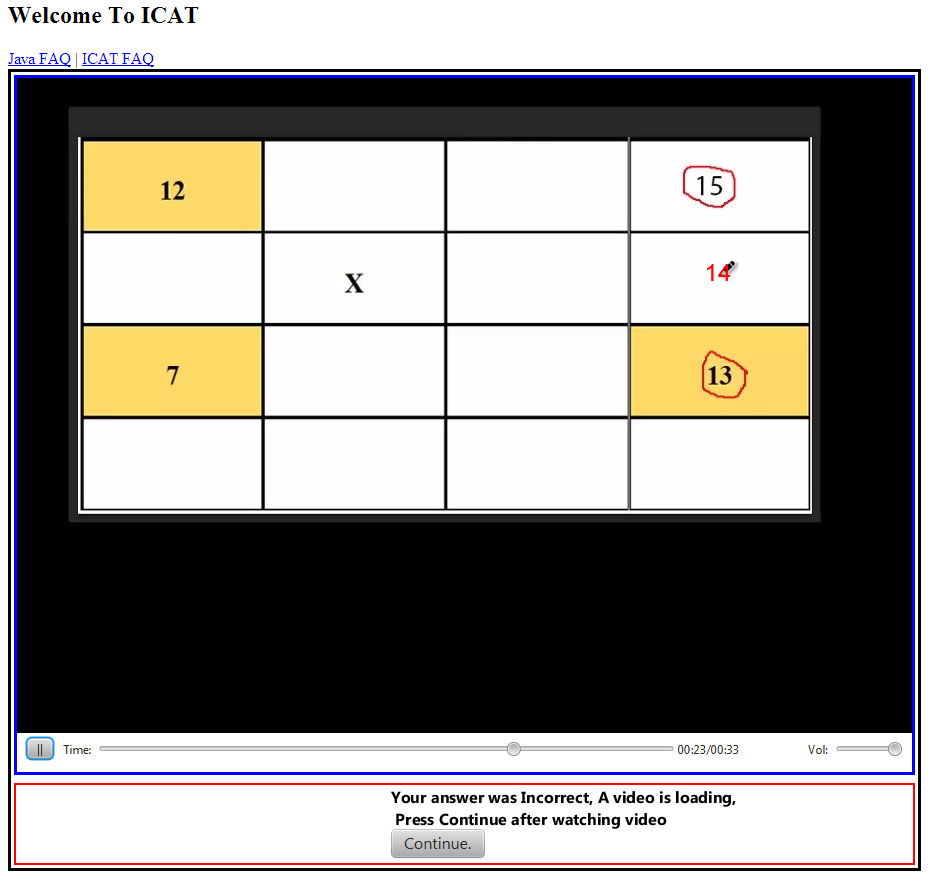 Welcome To ICAT
Java FAQ | ICAT FAQ
12 15
X 14
7 13
|| Time: 00:23/00:33 Vol:
Your answer was Incorrect, A video is loading,
Press Continue after watching video
Continue.